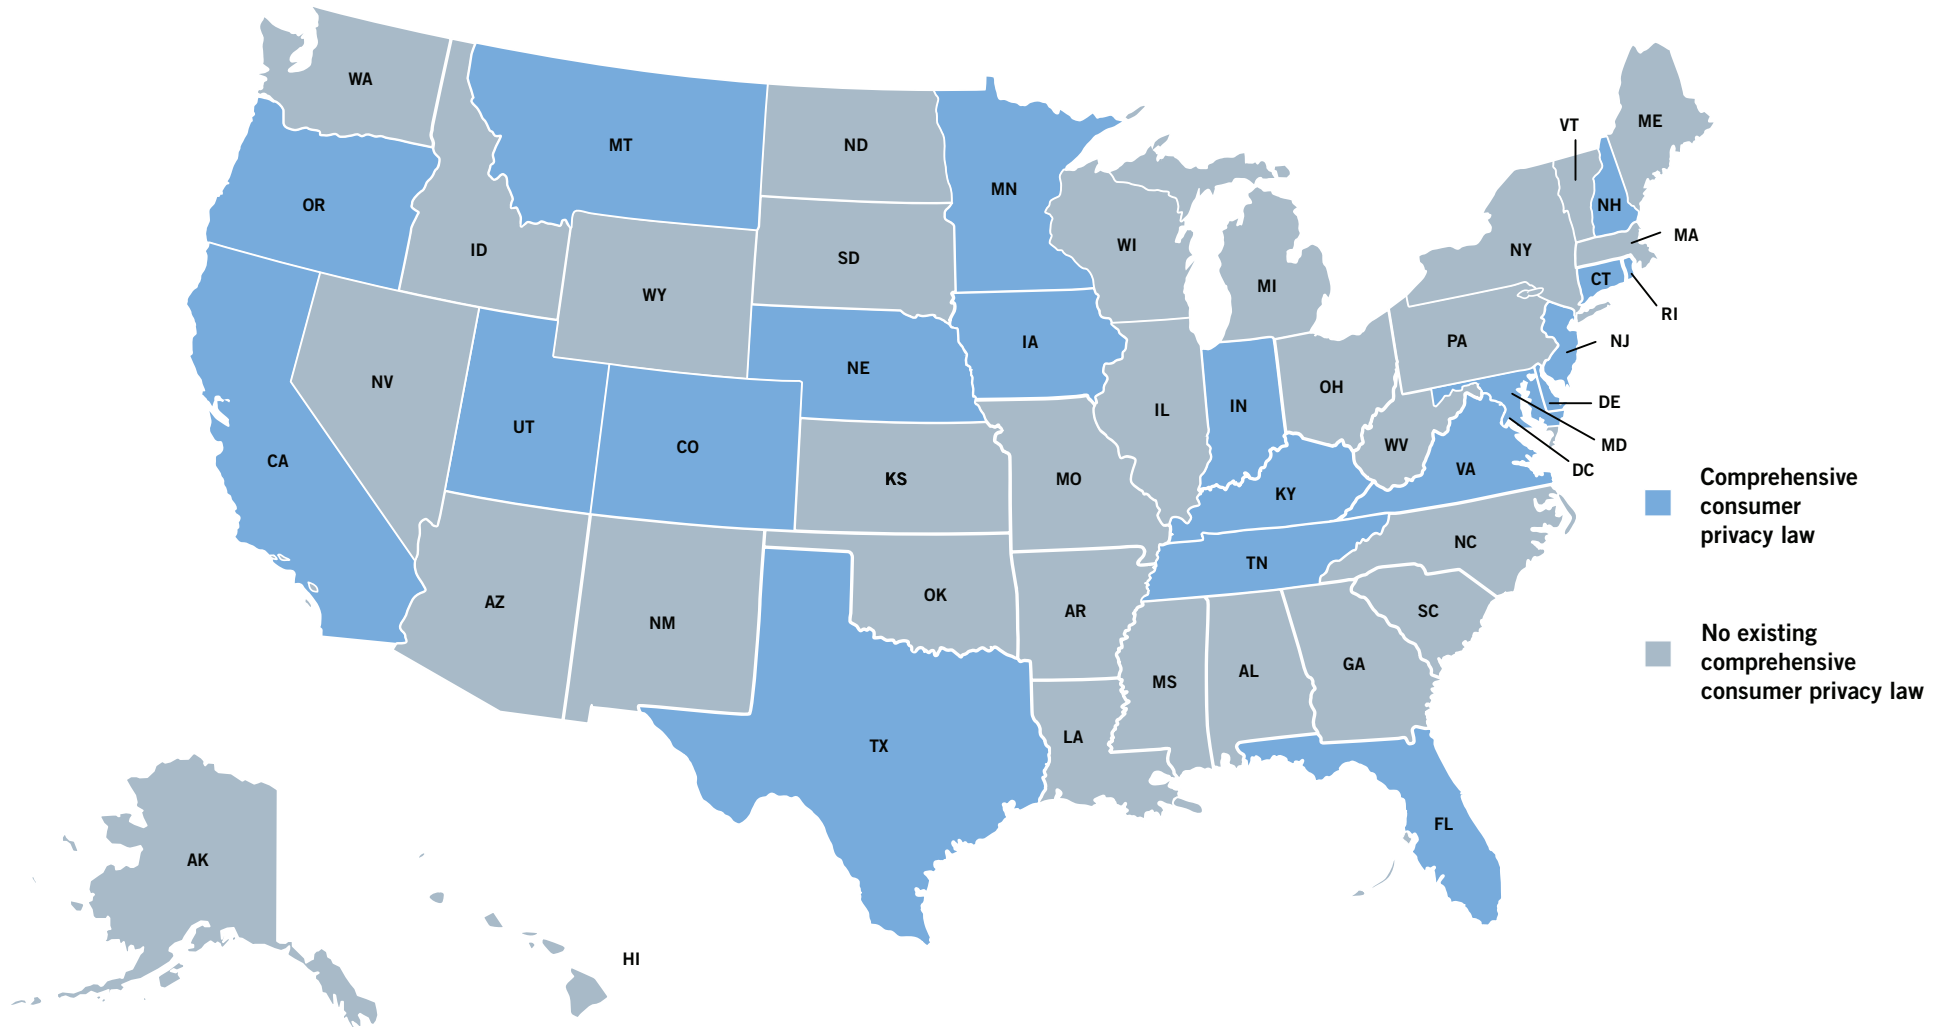 WA
MT
ND
MN
VT
ME
OR
ID
WY
SD
WI
MI
NY
NH
MA
CT
RI
NV
UT
CO
NE
IA
IL
IN
OH
PA
NJ
DE
MD
DC
CA
KS
MO
KY
WV
VA
AZ
NM
OK
AR
TN
NC
SC
TX
LA
MS
AL
GA
FL
AK
HI
Comprehensive
consumer
privacy law
No existing
comprehensive
consumer privacy law